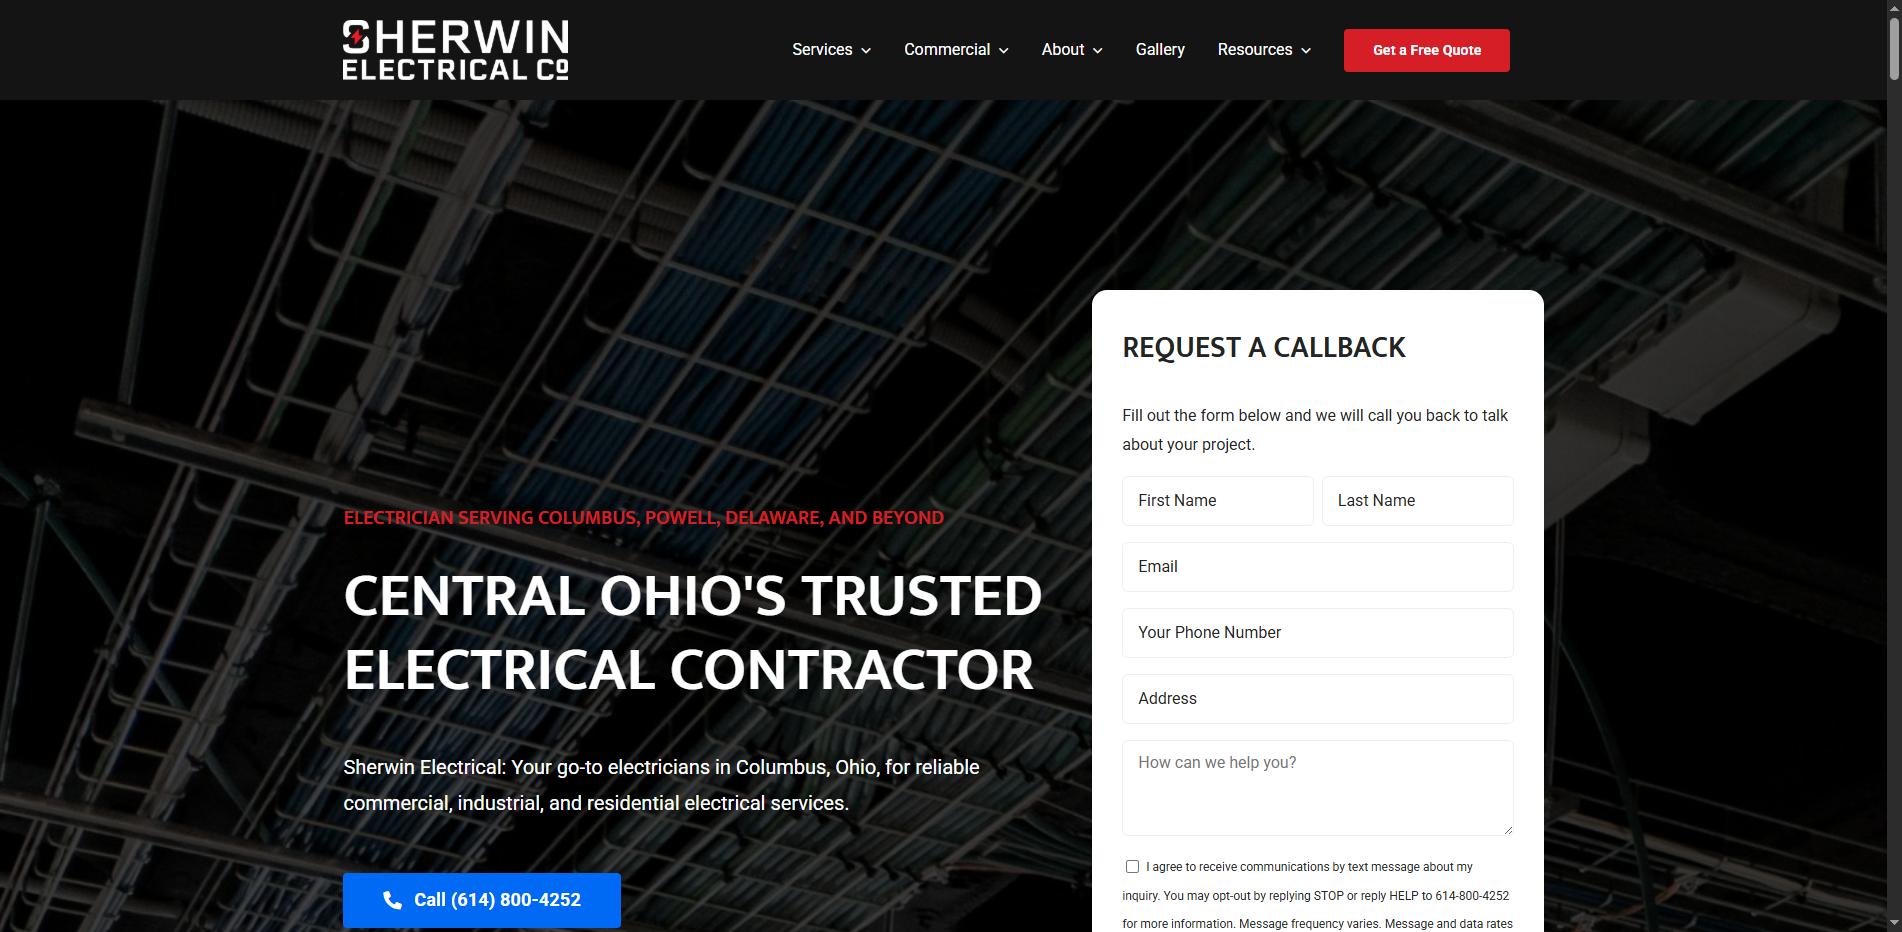 SHERWIN
ELECTRICAL Co
Services
Commercial
About
Gallery
Resources
Get a Free Quote
ELECTRICIAN SERVING COLUMBUS, POWELL, DELAWARE, AND BEYOND
CENTRAL OHIO'S TRUSTED
ELECTRICAL CONTRACTOR
Sherwin Electrical: Your go-to electricians in Columbus, Ohio, for reliable
commercial, industrial, and residential electrical services.
Call (614) 800-4252
REQUEST A CALLBACK
Fill out the form below and we will call you back to talk
about your project.
First Name
Last Name
Email
Your Phone Number
Address
How can we help you?
I agree to receive communications by text message about my
inquiry. You may opt-out by replying STOP or reply HELP to 614-800-4252
for more information. Message frequency varies. Message and data rates